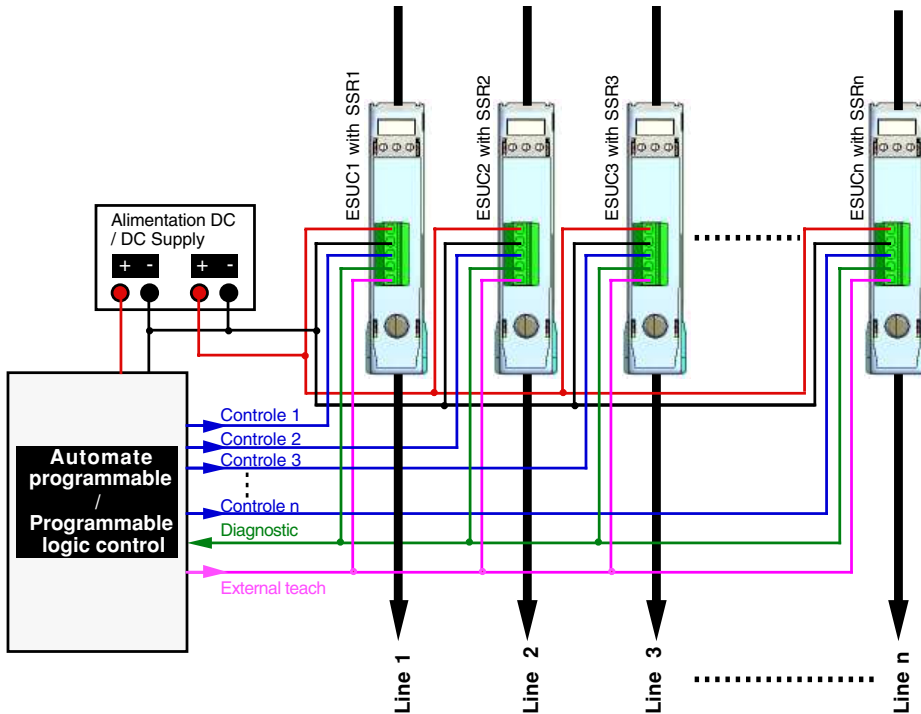 ESUC1 with SSR1
ESUC2 with SSR2
ESUC3 with SSR3
ESUCn with SSRn
Alimentation DC
/ DC Supply
+ - + -
Controle 1
Controle 2
Controle 3
Controle n
Diagnostic
External teach
Automate
programmable
/
Programmable
logic control
Line 1
Line 2
Line 3
Line n